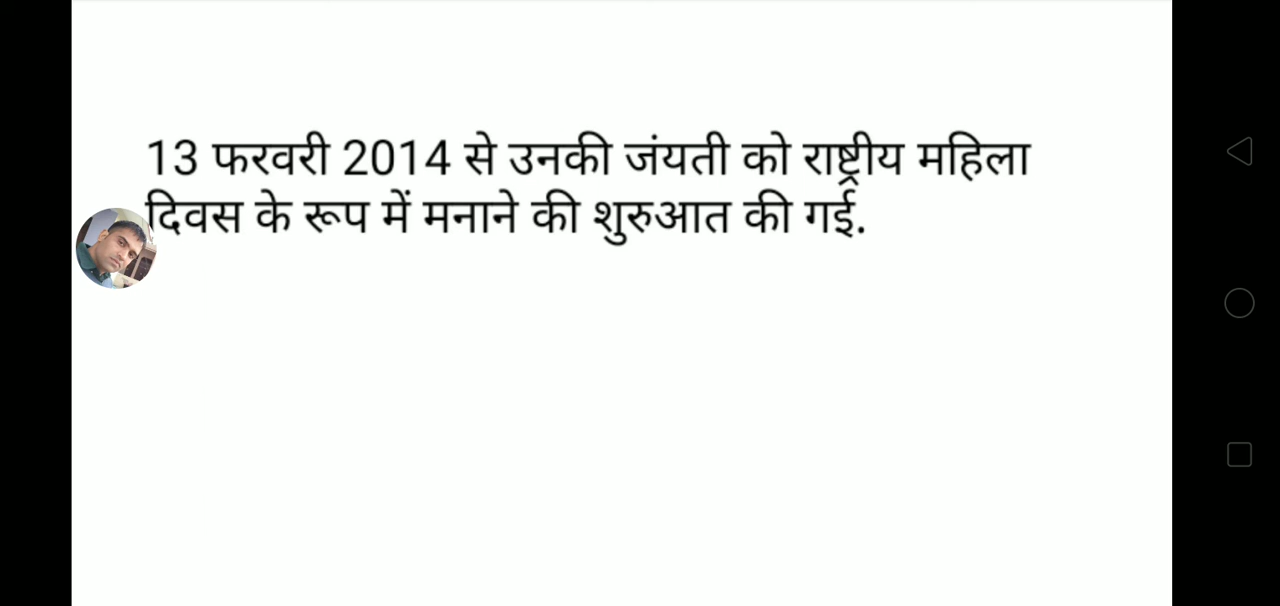 13 फरवरी 2014 से उनकी जंयती को राष्ट्रीय महिला
दिवस के रूप में मनाने की शुरुआत की गई.